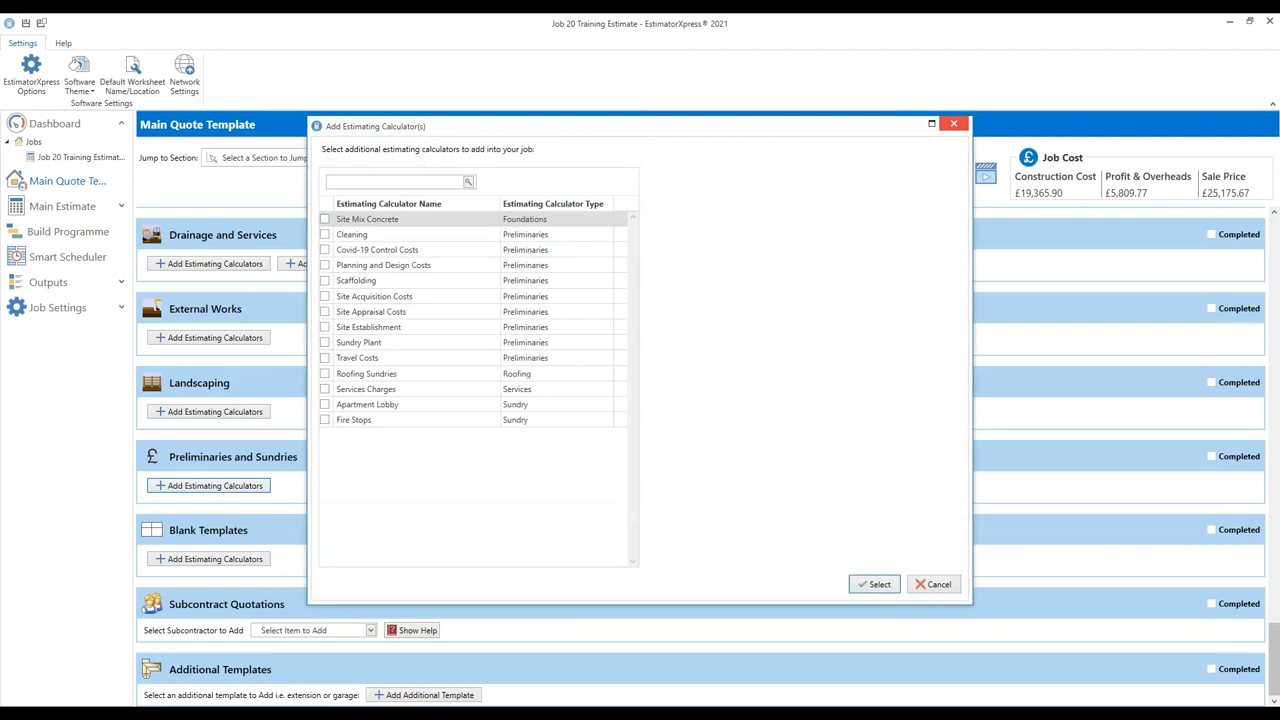 Job 20 Training Estimate - EstimatorXpress® 2021
Settings Help
EstimatorXpress Options
Software Theme
Default Worksheet Name/Location
Network Settings
Software Settings
Dashboard
Jobs
Job 20 Training Estimat...
Main Quote Te...
Main Estimate
Build Programme
Smart Scheduler
Outputs
Job Settings
Main Quote Template
Jump to Section: Select a Section to Jump
£ Job Cost
Construction Cost Profit & Overheads Sale Price
£19,365.90 £5,809.77 £25,175.67
Drainage and Services Completed
Add Estimating Calculators Ad
External Works Completed
Add Estimating Calculators
Landscaping Completed
Add Estimating Calculators
£ Preliminaries and Sundries Completed
Add Estimating Calculators
Blank Templates Completed
Add Estimating Calculators
Subcontract Quotations Completed
Select Subcontractor to Add Select Item to Add Show Help
Additional Templates Completed
Select an additional template to Add i.e. extension or garage: Add Additional Template
Add Estimating Calculator(s)
Select additional estimating calculators to add into your job:
Estimating Calculator Name Estimating Calculator Type
Site Mix Concrete Foundations
Cleaning Preliminaries
Covid-19 Control Costs Preliminaries
Planning and Design Costs Preliminaries
Scaffolding Preliminaries
Site Acquisition Costs Preliminaries
Site Appraisal Costs Preliminaries
Site Establishment Preliminaries
Sundry Plant Preliminaries
Travel Costs Preliminaries
Roofing Sundries Roofing
Services Charges Services
Apartment Lobby Sundry
Fire Stops Sundry
Select Cancel